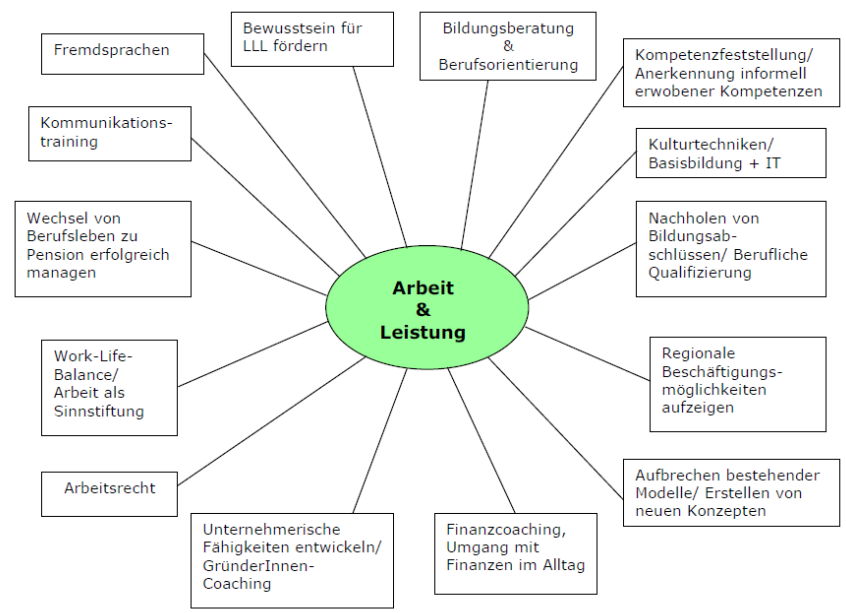 Bewusstsein für
LLL fördern
Bildungsberatung
&
Berufsorientierung
Fremdsprachen
Kompetenzfeststellung/
Anerkennung informell
erwobener Kompetenzen
Kommunikations-
training
Kulturtechniken/
Basisbildung + IT
Wechsel von
Berufsleben zu
Pension erfolgreich
managen
Nachholen von
Bildungsab-
schlüssen/ Berufliche
Qualifizierung
Arbeit
&
Leistung
Work-Life-
Balance/
Arbeit als
Sinnstiftung
Regionale
Beschäftigungs-
möglichkeiten
aufzeigen
Arbeitsrecht
Aufbrechen bestehender
Modelle/ Erstellen von
neuen Konzepten
Unternehmerische
Fähigkeiten entwickeln/
GründerInnen-
Coaching
Finanzcoaching,
Umgang mit
Finanzen im Alltag